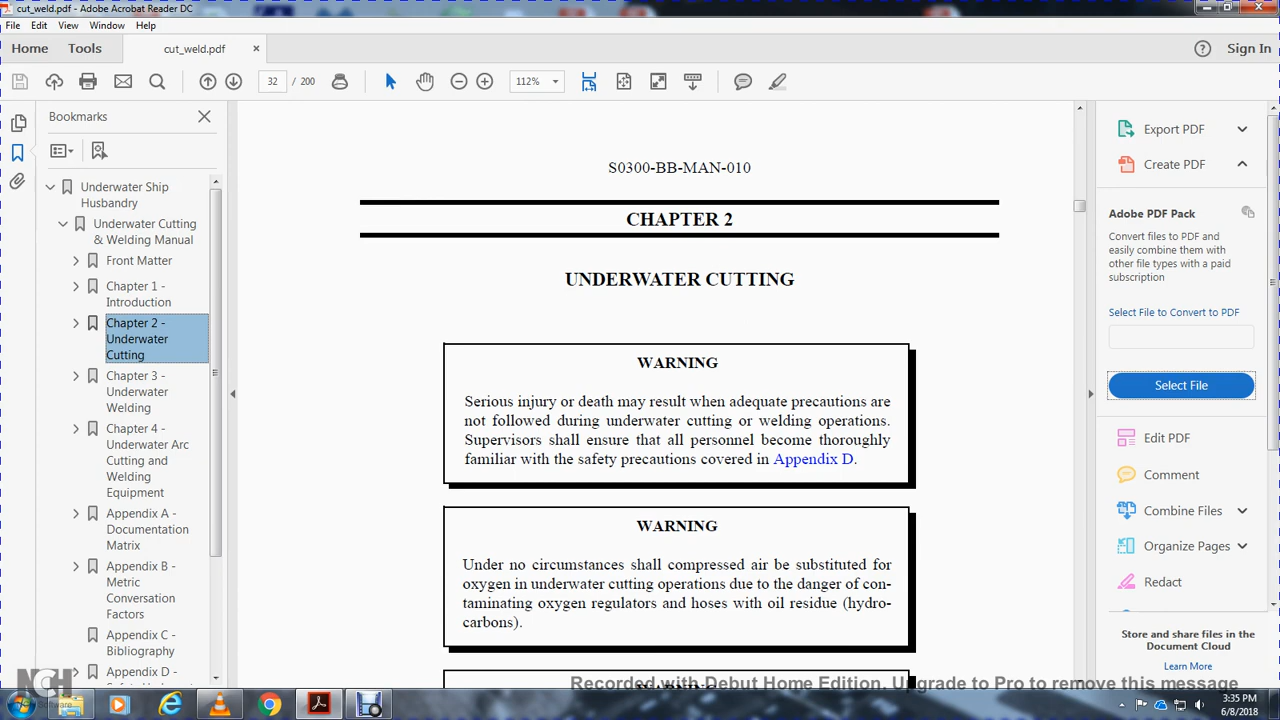 cut_weld.pdf - Adobe Acrobat Reader DC
File Edit View Window Help
Home Tools cut_weld.pdf Sign In
32 / 200 112%
Bookmarks
Underwater Ship
Husbandry
Underwater Cutting
& Welding Manual
Front Matter
Chapter 1 -
Introduction
Chapter 2 -
Underwater
Cutting
Chapter 3 -
Underwater
Welding
Chapter 4 -
Underwater Arc
Cutting and
Welding
Equipment
Appendix A -
Documentation
Matrix
Appendix B -
Metric
Conversation
Factors
Appendix C -
Bibliography
Appendix D -
S0300-BB-MAN-010
CHAPTER 2
UNDERWATER CUTTING
WARNING
Serious injury or death may result when adequate precautions are
not followed during underwater cutting or welding operations.
Supervisors shall ensure that all personnel become thoroughly
familiar with the safety precautions covered in Appendix D.
WARNING
Under no circumstances shall compressed air be substituted for
oxygen in underwater cutting operations due to the danger of con-
taminating oxygen regulators and hoses with oil residue (hydro-
carbons).
Export PDF
Create PDF
Adobe PDF Pack
Convert files to PDF and
easily combine them with
other file types with a paid
subscription
Select File to Convert to PDF
Select File
Edit PDF
Comment
Combine Files
Organize Pages
Redact
Store and share files in the
Document Cloud
Learn More
NCH
Software
Recorded with Debut Home Edition. Upgrade to Pro to remove this message
3:35 PM
6/8/2018